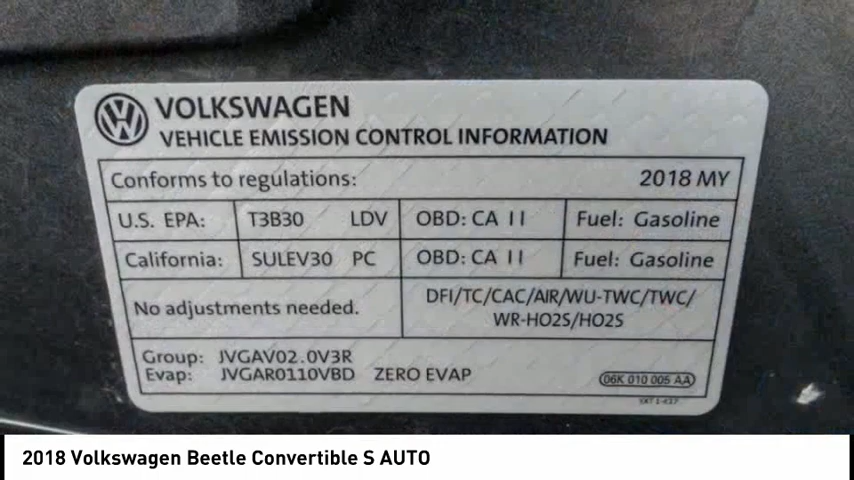 VOLKSWAGEN
VEHICLE EMISSION CONTROL INFORMATION
Conforms to regulations: 2018 MY
U.S. EPA: T3B30 LDV OBD: CA II Fuel: Gasoline
California: SULEV30 PC OBD: CA II Fuel: Gasoline
No adjustments needed.
DFI/TC/CAC/AIR/WU-TWC/TWC/
WR-HO2S/HO2S
Group: JVGAV02.0V3R
Evap: JVGAR0110VBD ZERO EVAP
06K 010 005 AA
2018 Volkswagen Beetle Convertible S AUTO